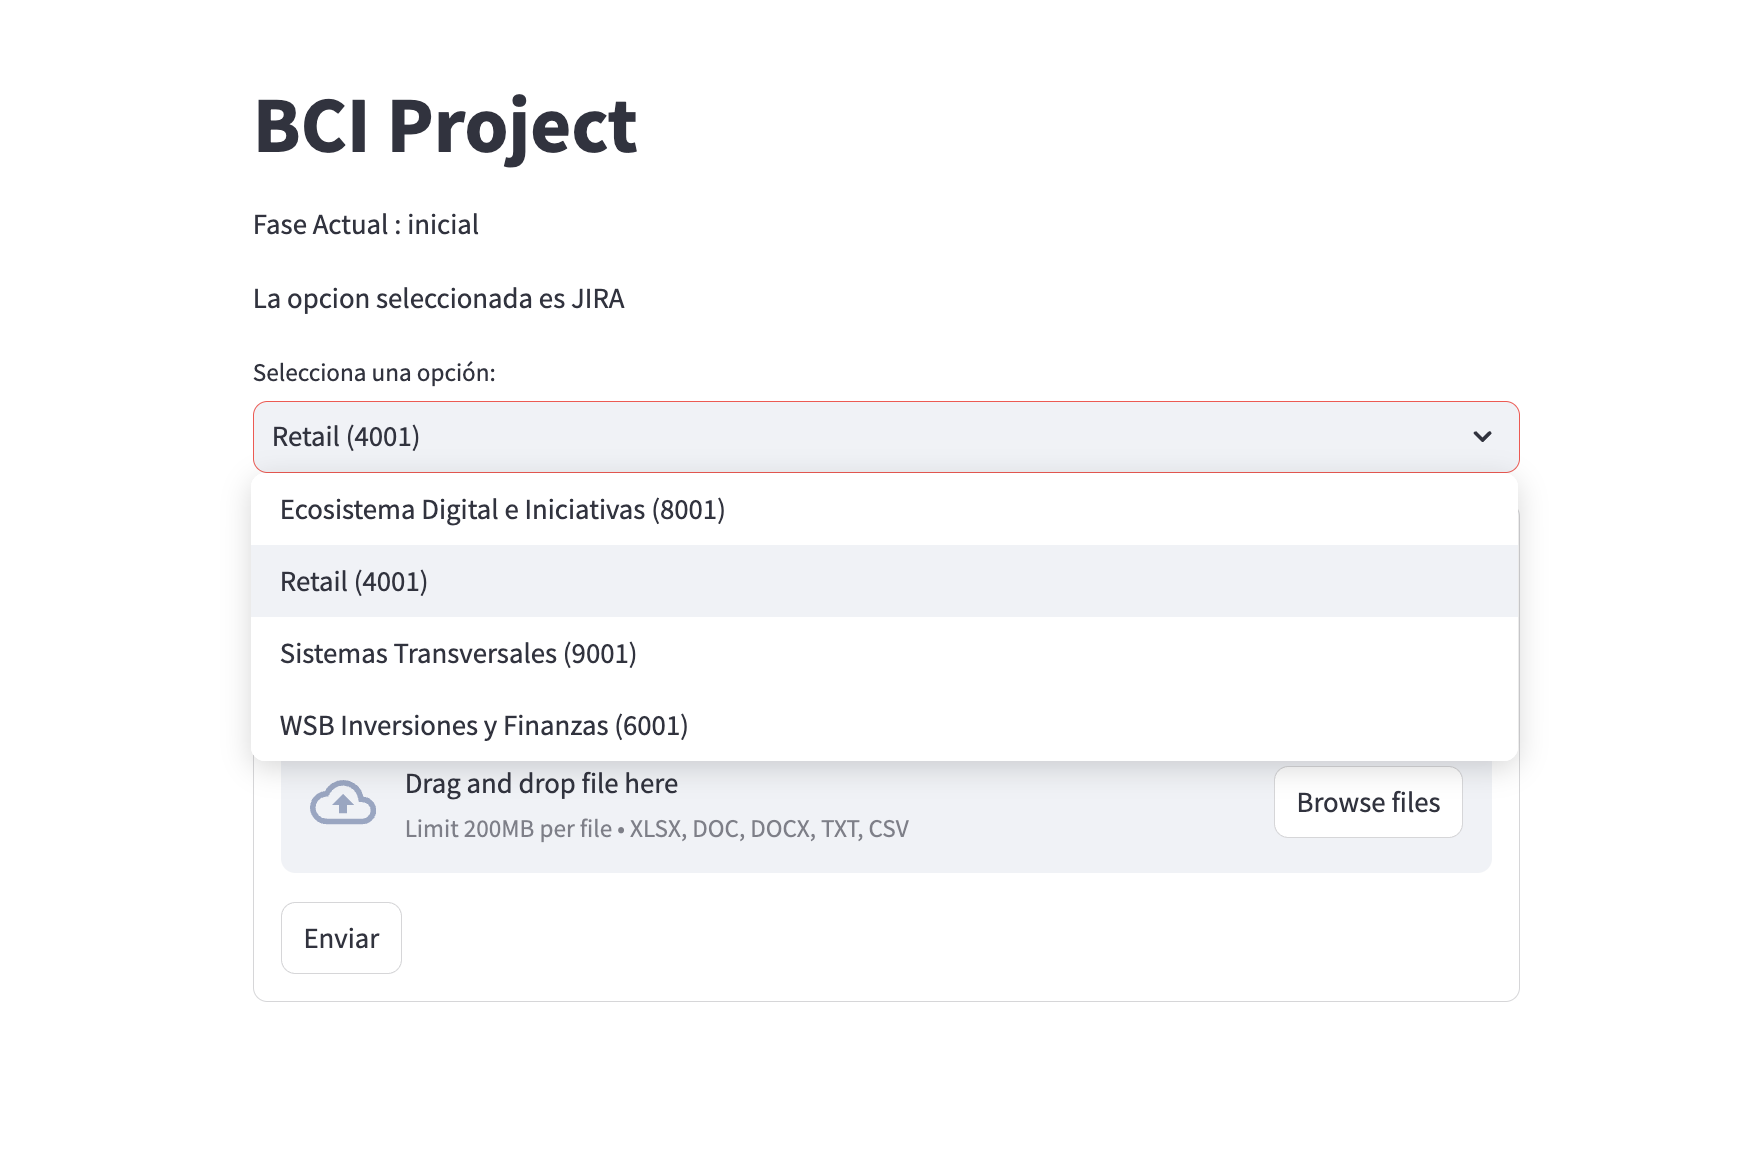 BCI Project
Fase Actual : inicial
La opcion seleccionada es JIRA
Selecciona una opción:
Retail (4001)
Ecosistema Digital e Iniciativas (8001)
Retail (4001)
Sistemas Transversales (9001)
WSB Inversiones y Finanzas (6001)
Drag and drop file here
Limit 200MB per file • XLSX, DOC, DOCX, TXT, CSV
Browse files
Enviar